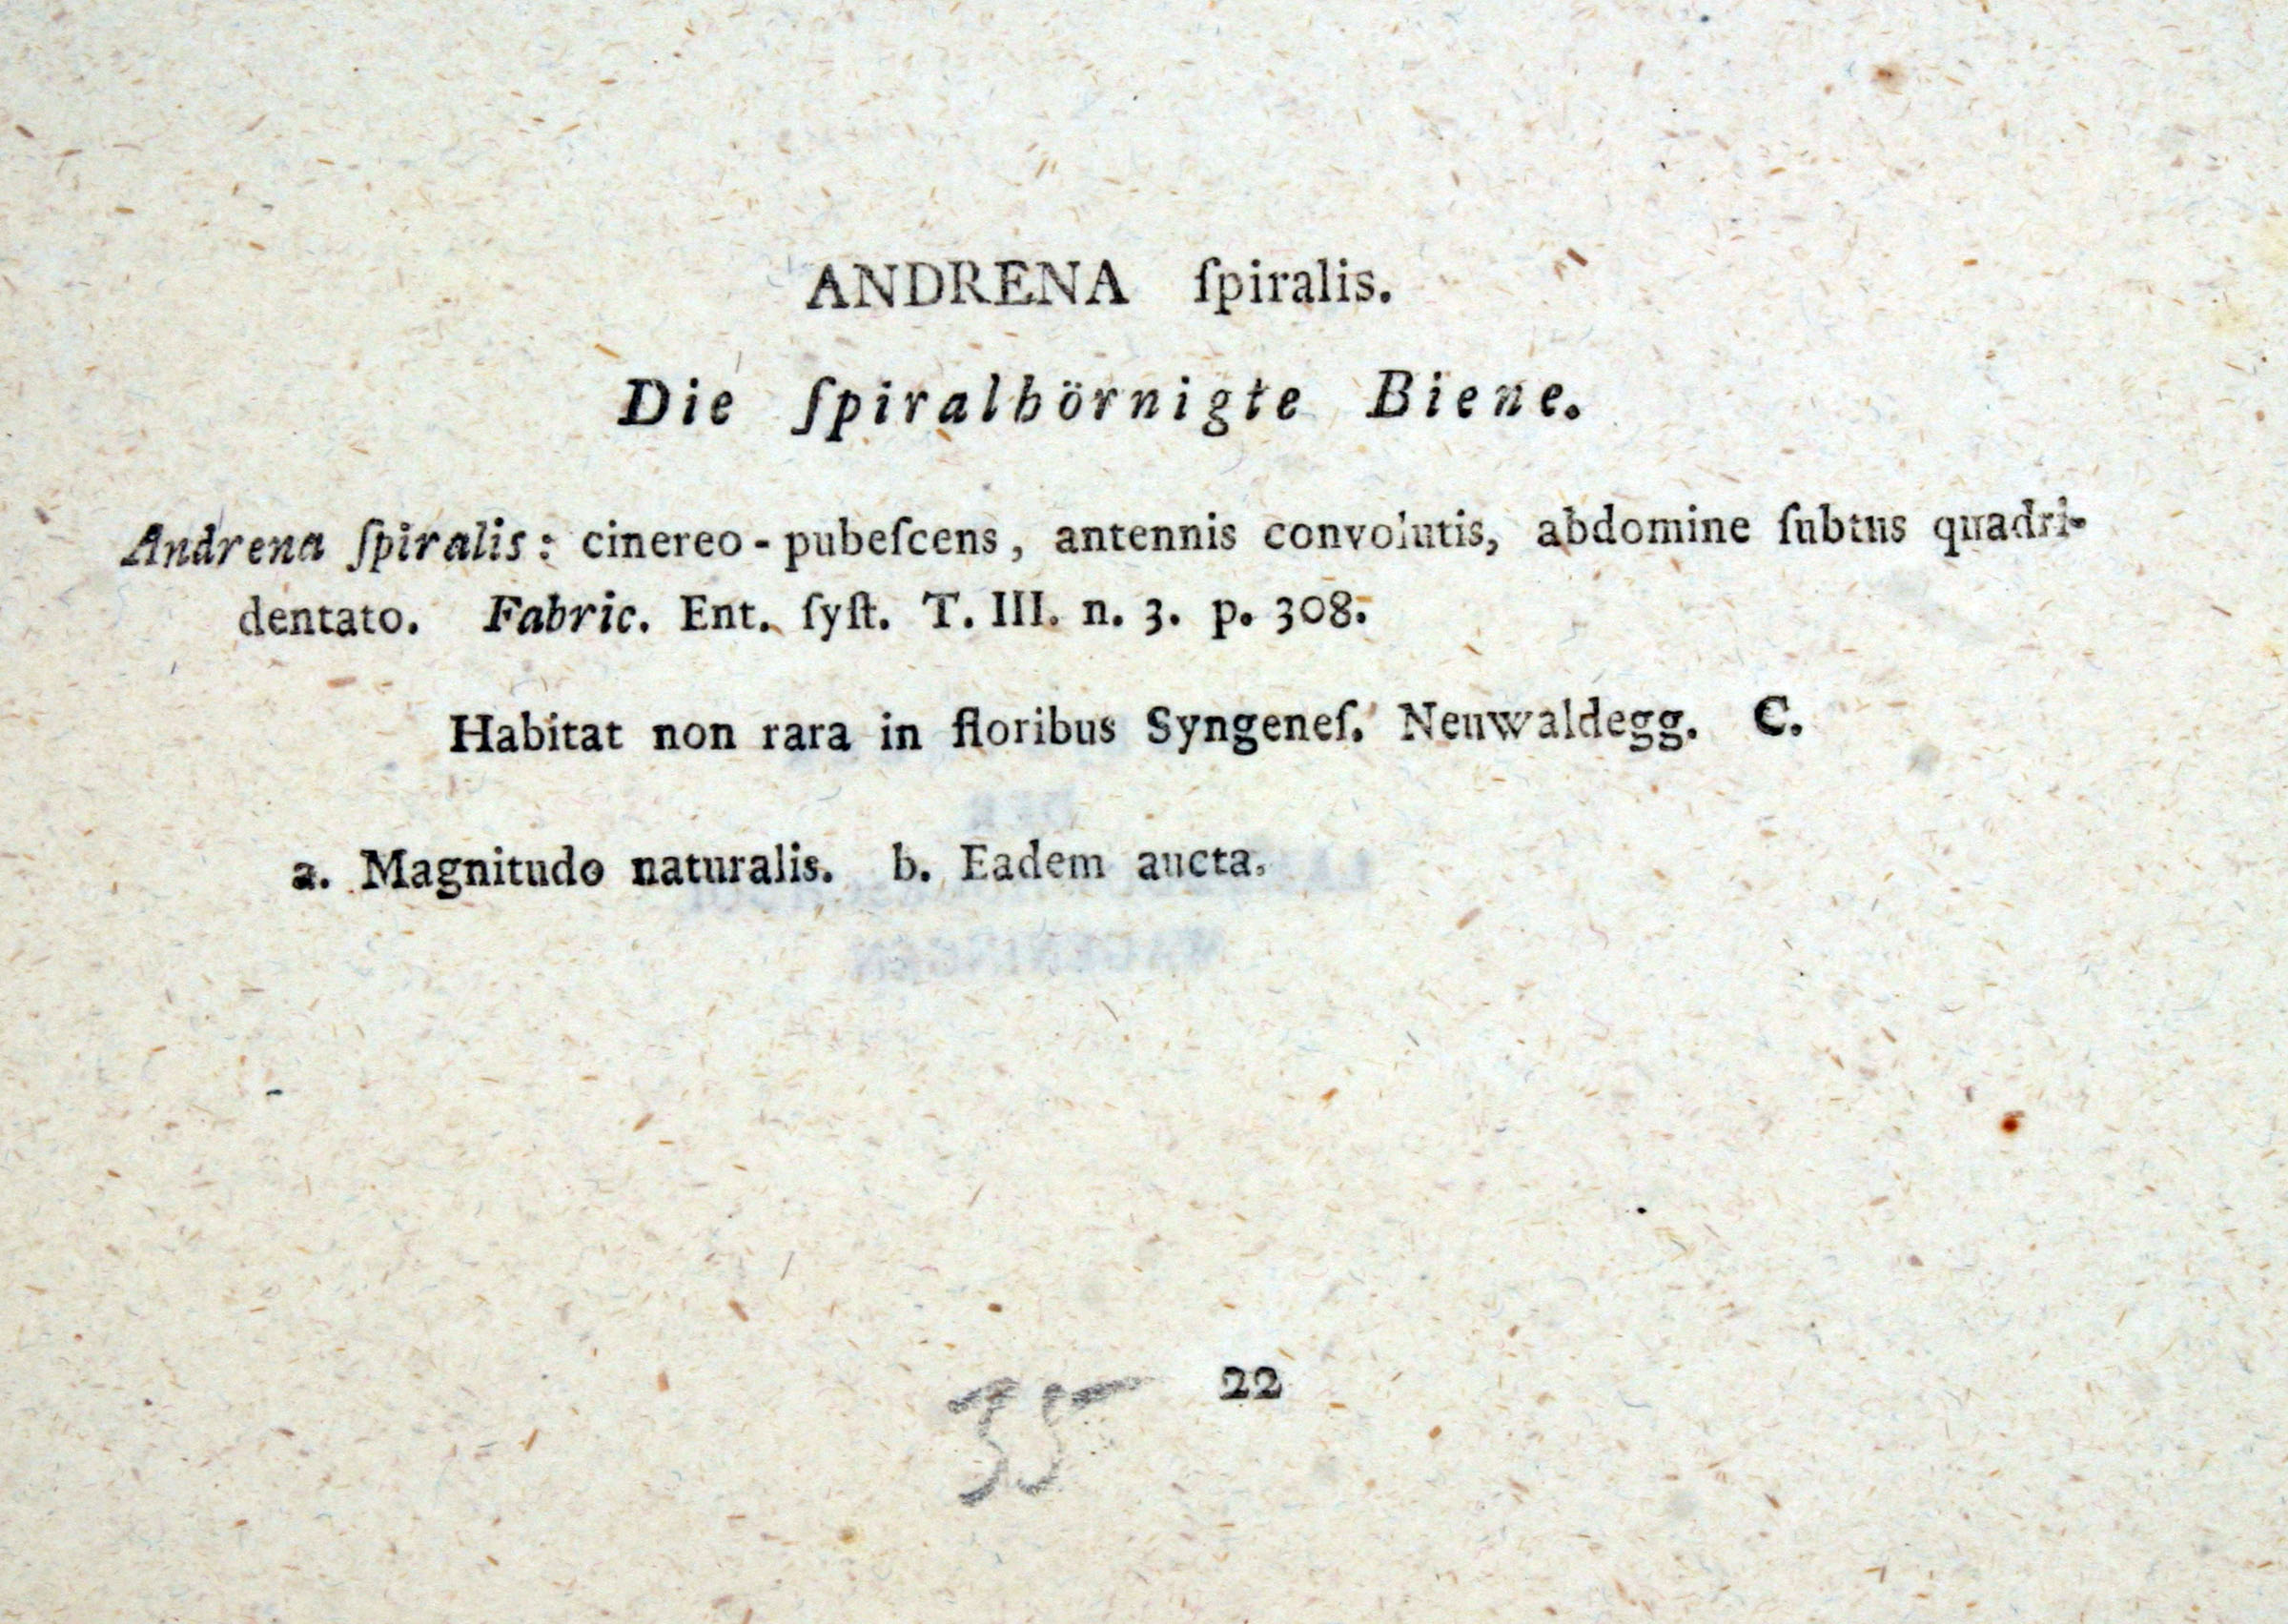 ANDRENA ſpiralis.
Die ſpiralhörnigte Biene.
Andrena ſpiralis: cinereo-pubeſcens, antennis convolutis, abdomine ſubtus quadri-
dentato. Fabric. Ent. ſyſt. T. III. n. 3. p. 308.
Habitat non rara in floribus Syngeneſ. Neuwaldegg. C.
a. Magnitudo naturalis. b. Eadem aucta.
22
35